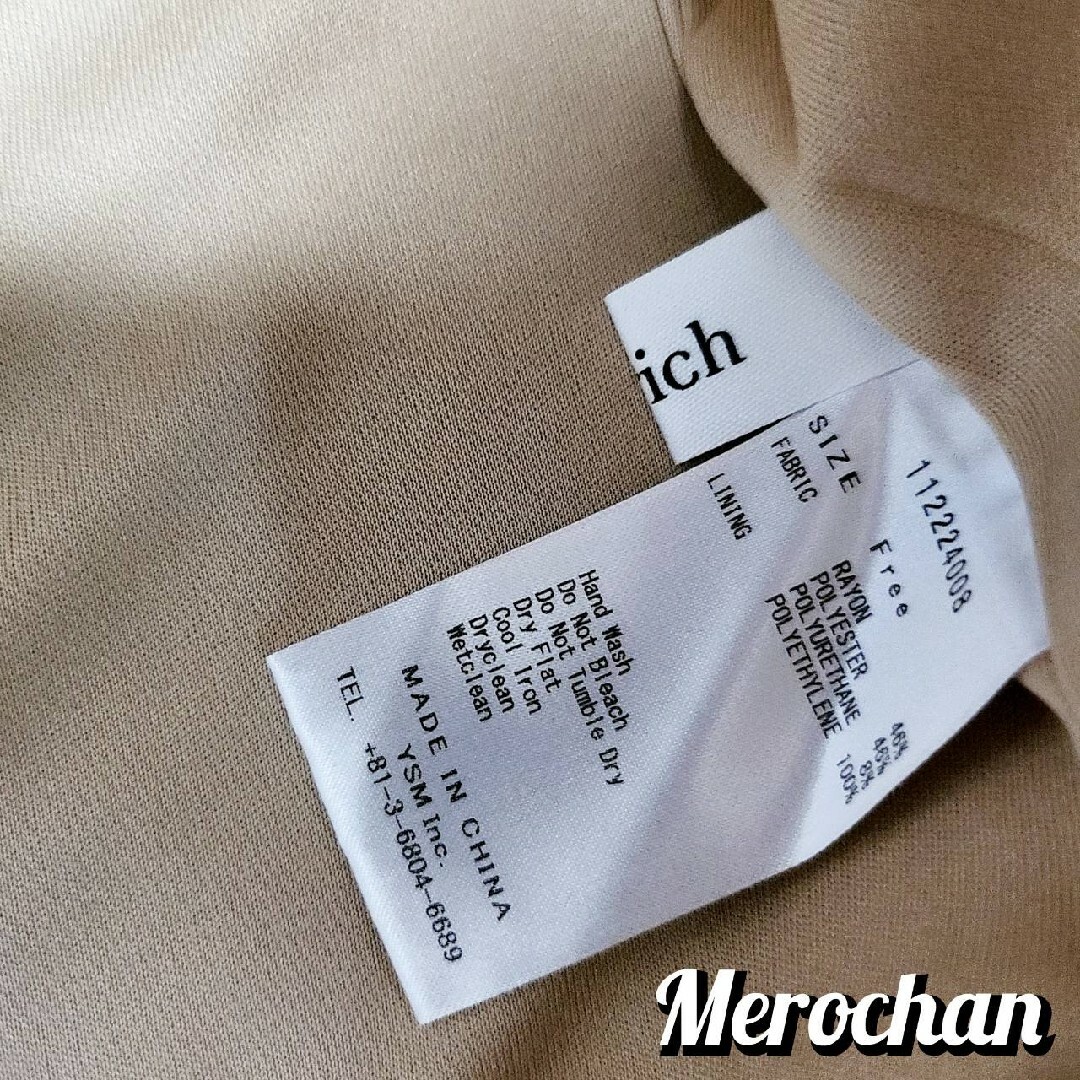 ich
112224008
SIZE Free
FABRIC RAYON 46%
POLYESTER 46%
POLYURETHANE 8%
LINING POLYETHYLENE 100%
Hand Wash
Do Not Bleach
Do Not Tumble Dry
Dry Flat
Cool Iron
Dryclean
Wetclean
MADE IN CHINA
YSM Inc.
TEL. +81-3-6804-6689
Merochan